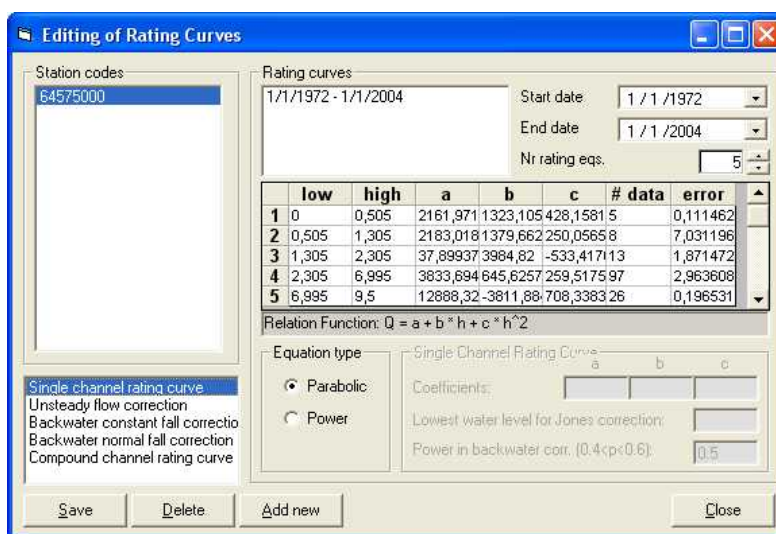 Editing of Rating Curves
Station codes
64575000
Rating curves
1/1/1972 - 1/1/2004
Start date 1 / 1 /1972
End date 1 / 1 /2004
Nr rating eqs. 5
low high a b c # data error
1 0 0,505 2161,971 1323,105 428,1581 5 0,111462
2 0,505 1,305 2183,018 1379,662 250,0565 8 7,031196
3 1,305 2,305 37,89937 3984,82 -533,417 13 1,871472
4 2,305 6,995 3833,694 645,6257 259,5175 97 2,963608
5 6,995 9,5 12888,32 -3811,88 708,3383 26 0,196531
Relation Function: Q = a + b * h + c * h^2
Single channel rating curve
Unsteady flow correction
Backwater constant fall correctio
Backwater normal fall correction
Compound channel rating curve
Equation type
Parabolic
Power
Single Channel Rating Curve
a b c
Coefficients:
Lowest water level for Jones correction:
Power in backwater corr. (0.4<p<0.6): 0.5
Save Delete Add new Close